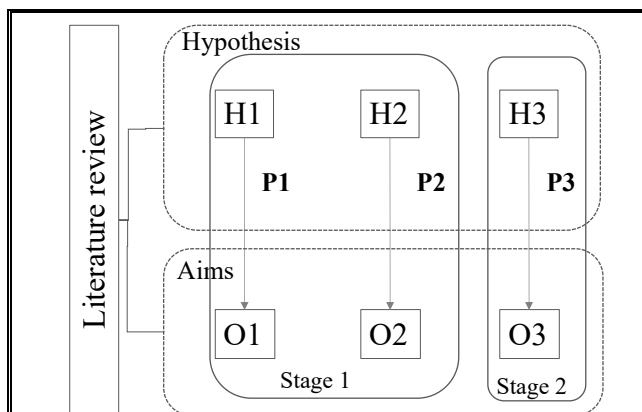 Literature review
Hypothesis
H1 H2 H3
P1 P2 P3
Aims
O1 O2 O3
Stage 1
Stage 2